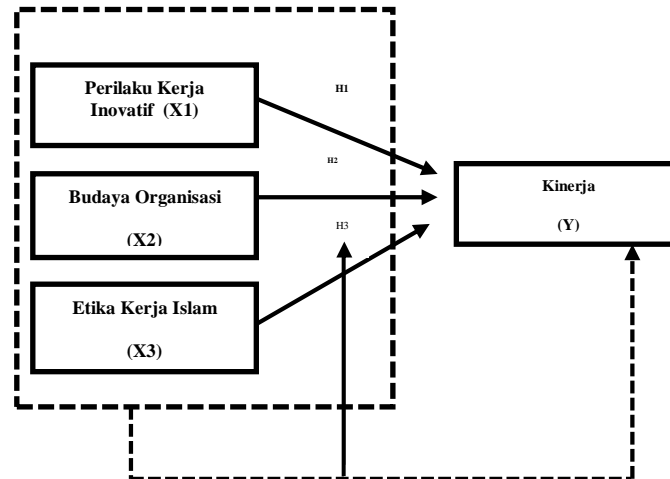 Perilaku Kerja
Inovatif (X1)
H1
H2
Budaya Organisasi
(X2)
Kinerja
(Y)
H3
Etika Kerja Islam
(X3)